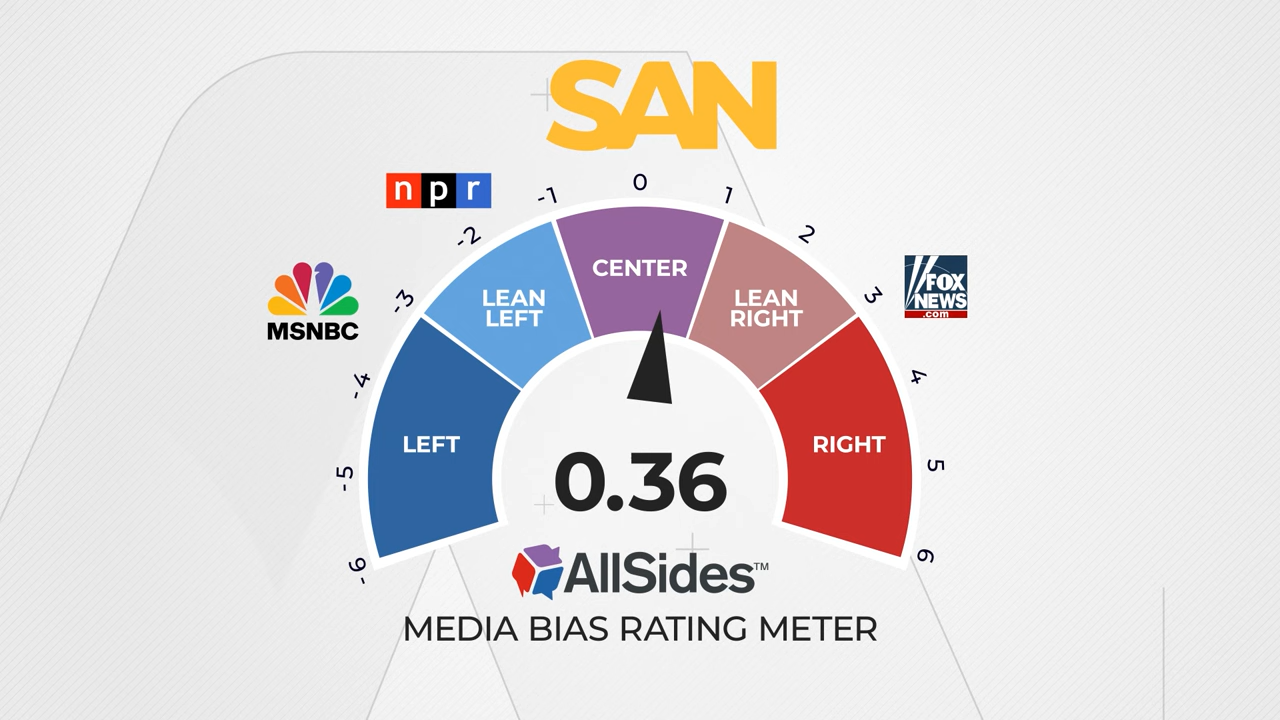 SAN
npr
MSNBC
FOX
NEWS
.com
-6
-5
-4
-3
-2
-1
0
1
2
3
4
5
6
LEFT
LEAN
LEFT
CENTER
LEAN
RIGHT
RIGHT
0.36
AllSides™
MEDIA BIAS RATING METER